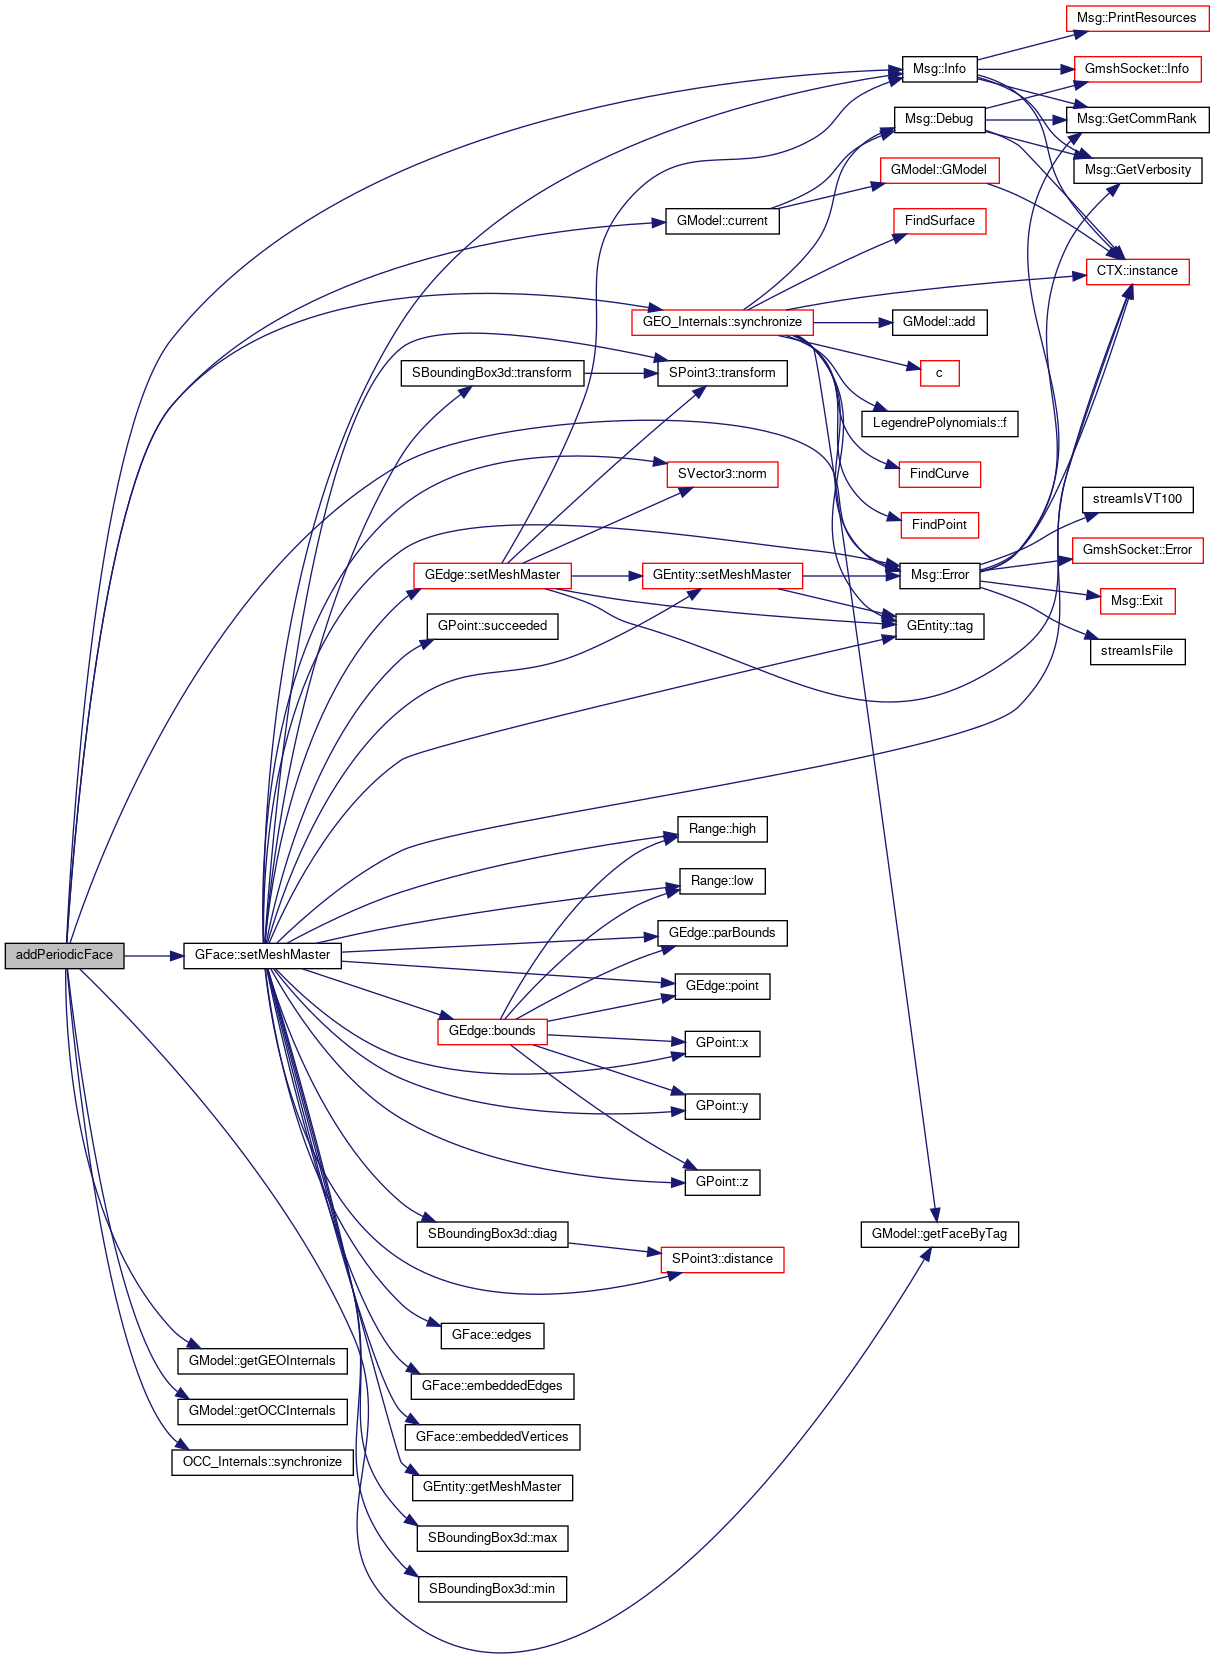 Msg::PrintResources
Msg::Info
GmshSocket::Info
Msg::Debug
Msg::GetCommRank
GModel::GModel
Msg::GetVerbosity
GModel::current
FindSurface
CTX::instance
GEO_Internals::synchronize
GModel::add
SBoundingBox3d::transform
SPoint3::transform
c
LegendrePolynomials::f
SVector3::norm
FindCurve
streamIsVT100
FindPoint
GmshSocket::Error
GEdge::setMeshMaster
GEntity::setMeshMaster
Msg::Error
Msg::Exit
GPoint::succeeded
GEntity::tag
streamIsFile
Range::high
Range::low
GEdge::parBounds
addPeriodicFace
GFace::setMeshMaster
GEdge::point
GEdge::bounds
GPoint::x
GPoint::y
GPoint::z
SBoundingBox3d::diag
GModel::getFaceByTag
SPoint3::distance
GFace::edges
GModel::getGEOInternals
GFace::embeddedEdges
GModel::getOCCInternals
GFace::embeddedVertices
OCC_Internals::synchronize
GEntity::getMeshMaster
SBoundingBox3d::max
SBoundingBox3d::min